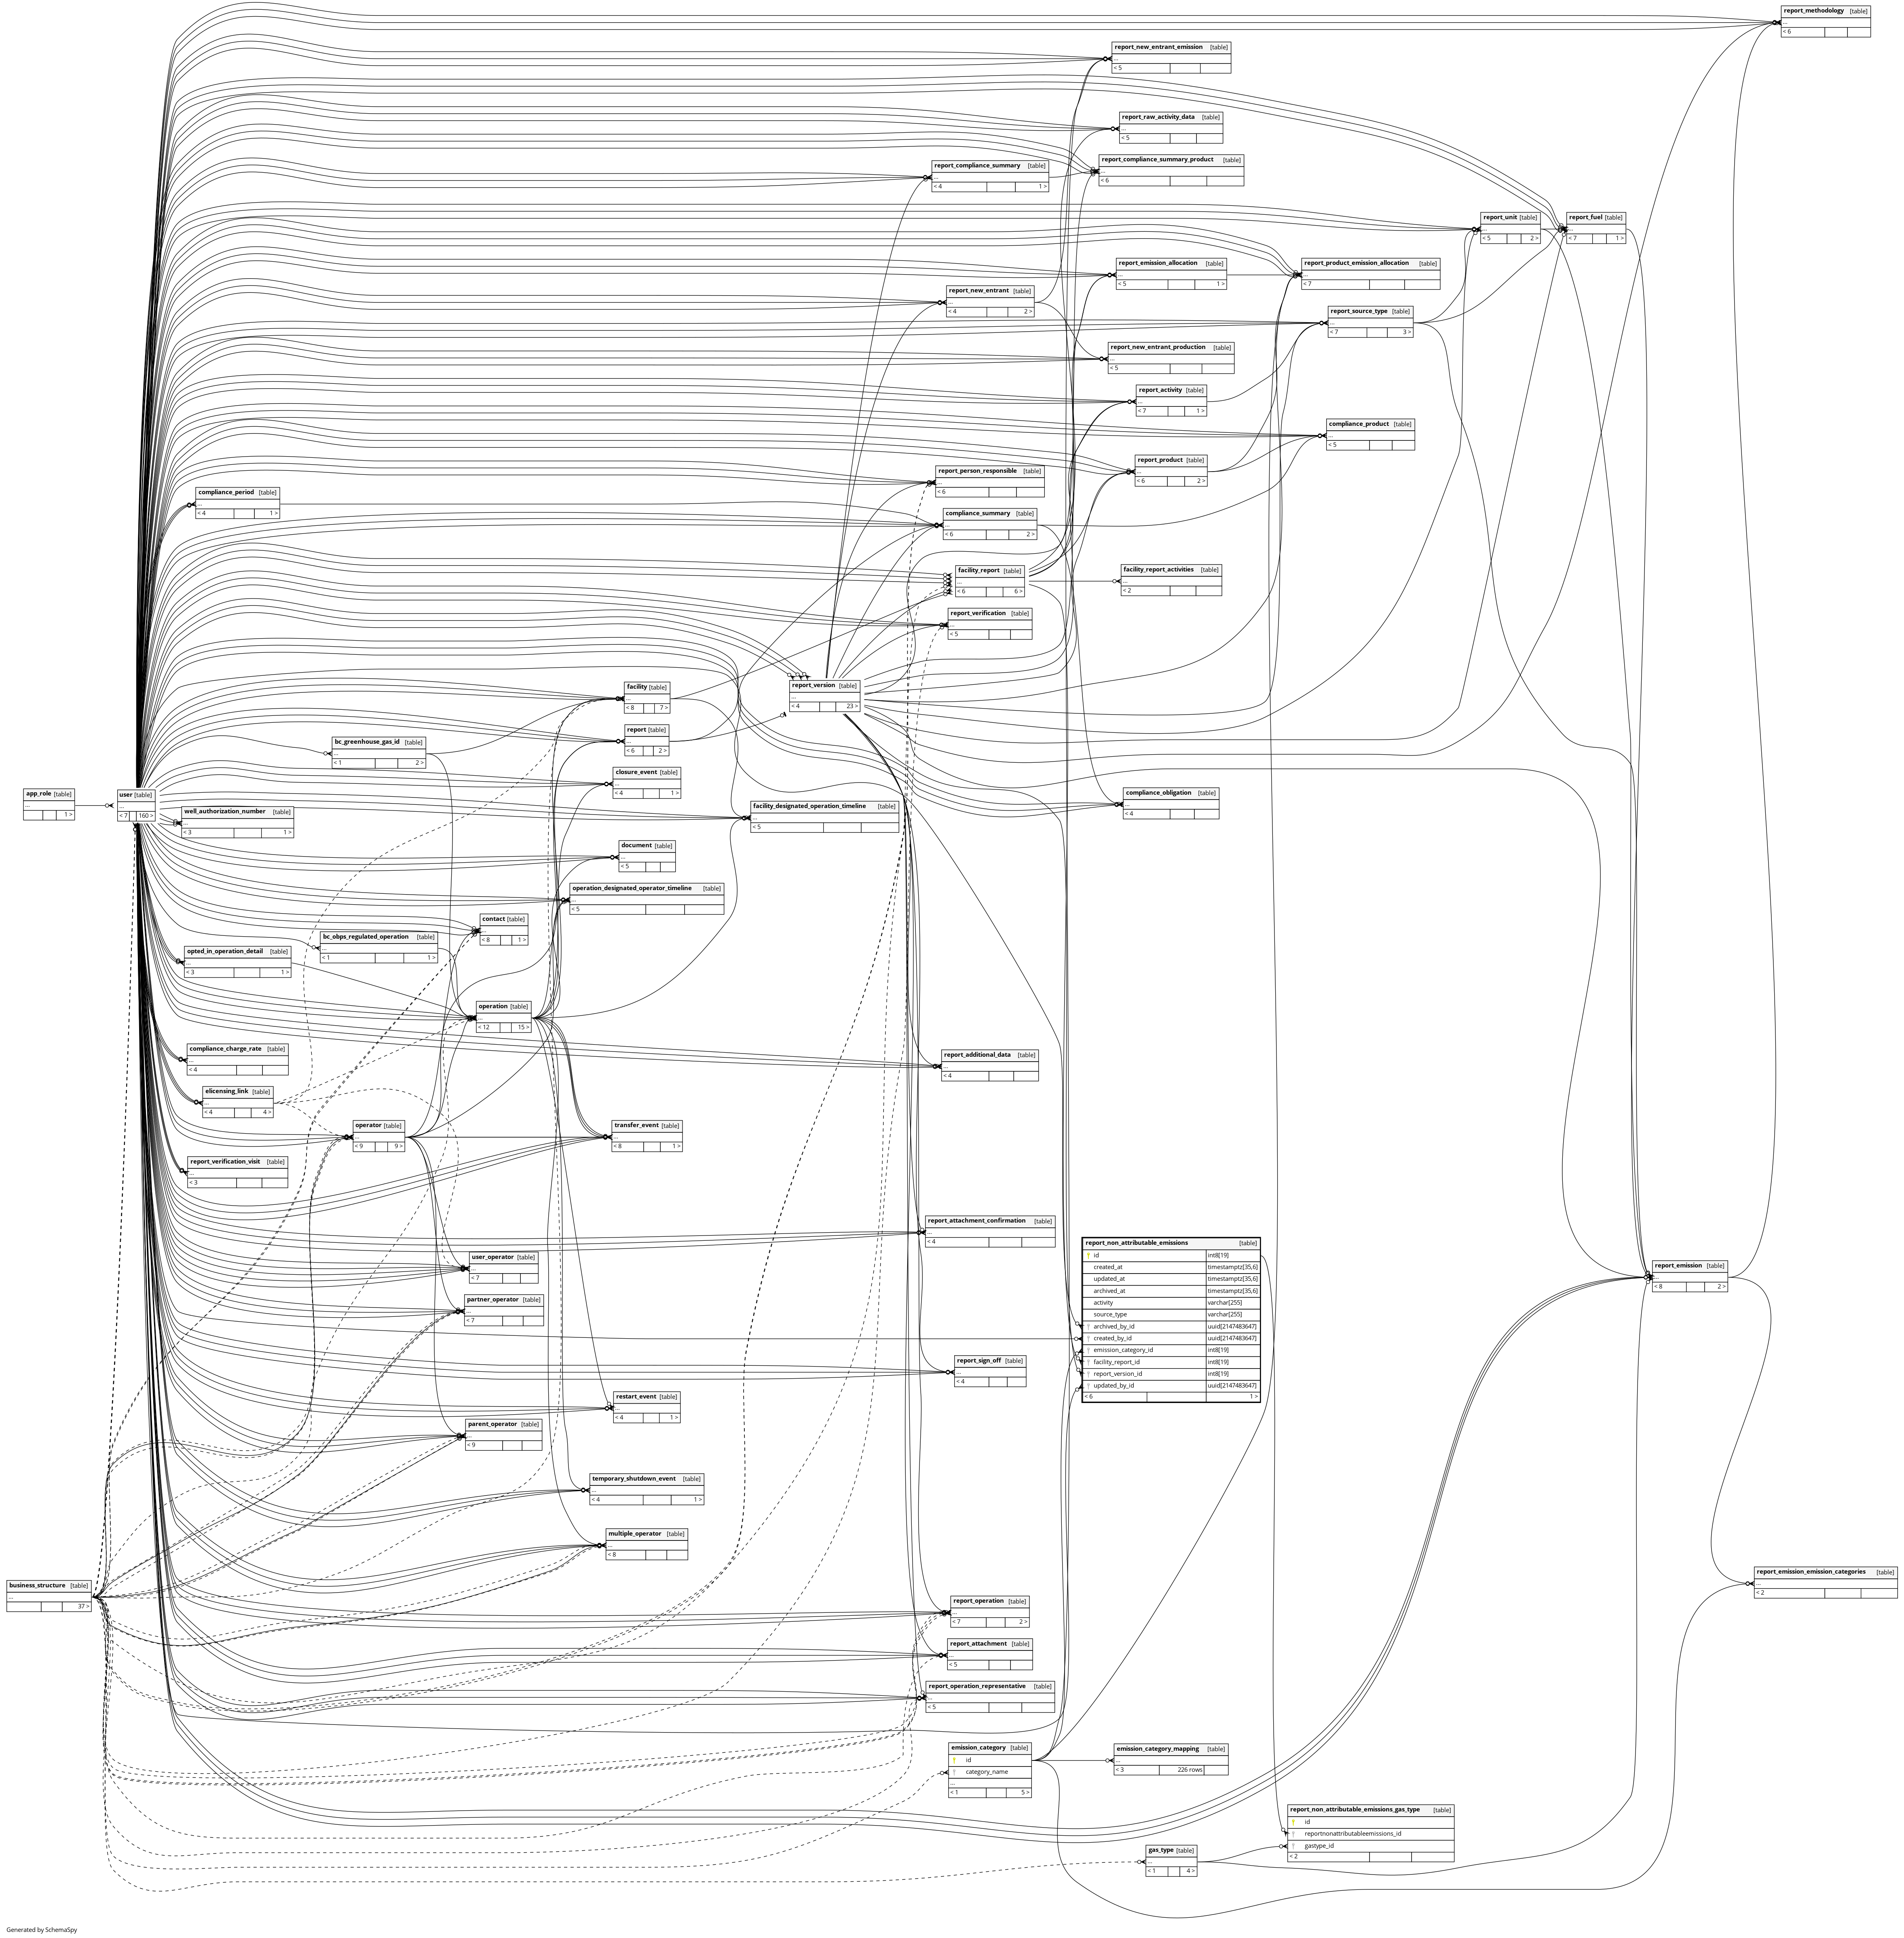 report_methodology [table]
...
< 6
report_new_entrant_emission [table]
...
< 5
report_raw_activity_data [table]
...
< 5
report_compliance_summary_product [table]
...
< 6
report_compliance_summary [table]
...
< 4 1 >
report_unit [table]
...
< 5 2 >
report_fuel [table]
...
< 7 1 >
report_emission_allocation [table]
...
< 5 1 >
report_product_emission_allocation [table]
...
< 7
report_new_entrant [table]
...
< 4 2 >
report_source_type [table]
...
< 7 3 >
report_new_entrant_production [table]
...
< 5
report_activity [table]
...
< 7 1 >
compliance_product [table]
...
< 5
report_product [table]
...
< 6 2 >
report_person_responsible [table]
...
< 6
compliance_period [table]
...
< 4 1 >
compliance_summary [table]
...
< 6 2 >
facility_report [table]
...
< 6 6 >
facility_report_activities [table]
...
< 2
report_verification [table]
...
< 5
facility [table]
...
< 8 7 >
report_version [table]
...
< 4 23 >
report [table]
...
< 6 2 >
bc_greenhouse_gas_id [table]
...
< 1 2 >
closure_event [table]
...
< 4 1 >
app_role [table]
...
1 >
user [table]
...
< 7 160 >
compliance_obligation [table]
...
< 4
well_authorization_number [table]
...
< 3 1 >
facility_designated_operation_timeline [table]
...
< 5
document [table]
...
< 5
operation_designated_operator_timeline [table]
...
< 5
contact [table]
...
< 8 1 >
bc_obps_regulated_operation [table]
...
< 1 1 >
opted_in_operation_detail [table]
...
< 3 1 >
operation [table]
...
< 12 15 >
compliance_charge_rate [table]
...
< 4
report_additional_data [table]
...
< 4
elicensing_link [table]
...
< 4 4 >
operator [table]
...
< 9 9 >
transfer_event [table]
...
< 8 1 >
report_verification_visit [table]
...
< 3
report_attachment_confirmation [table]
...
< 4
report_non_attributable_emissions [table]
id int8[19]
created_at timestamptz[35,6]
updated_at timestamptz[35,6]
archived_at timestamptz[35,6]
activity varchar[255]
source_type varchar[255]
archived_by_id uuid[2147483647]
created_by_id uuid[2147483647]
emission_category_id int8[19]
facility_report_id int8[19]
report_version_id int8[19]
updated_by_id uuid[2147483647]
< 6 1 >
user_operator [table]
...
< 7
report_emission [table]
...
< 8 2 >
partner_operator [table]
...
< 7
report_sign_off [table]
...
< 4
restart_event [table]
...
< 4 1 >
parent_operator [table]
...
< 9
temporary_shutdown_event [table]
...
< 4 1 >
multiple_operator [table]
...
< 8
business_structure [table]
...
37 >
report_emission_emission_categories [table]
...
< 2
report_operation [table]
...
< 7 2 >
report_attachment [table]
...
< 5
report_operation_representative [table]
...
< 5
emission_category [table]
id
category_name
...
< 1 5 >
emission_category_mapping [table]
...
< 3 226 rows
report_non_attributable_emissions_gas_type [table]
id
reportnonattributableemissions_id
gastype_id
< 2
gas_type [table]
...
< 1 4 >
Generated by SchemaSpy